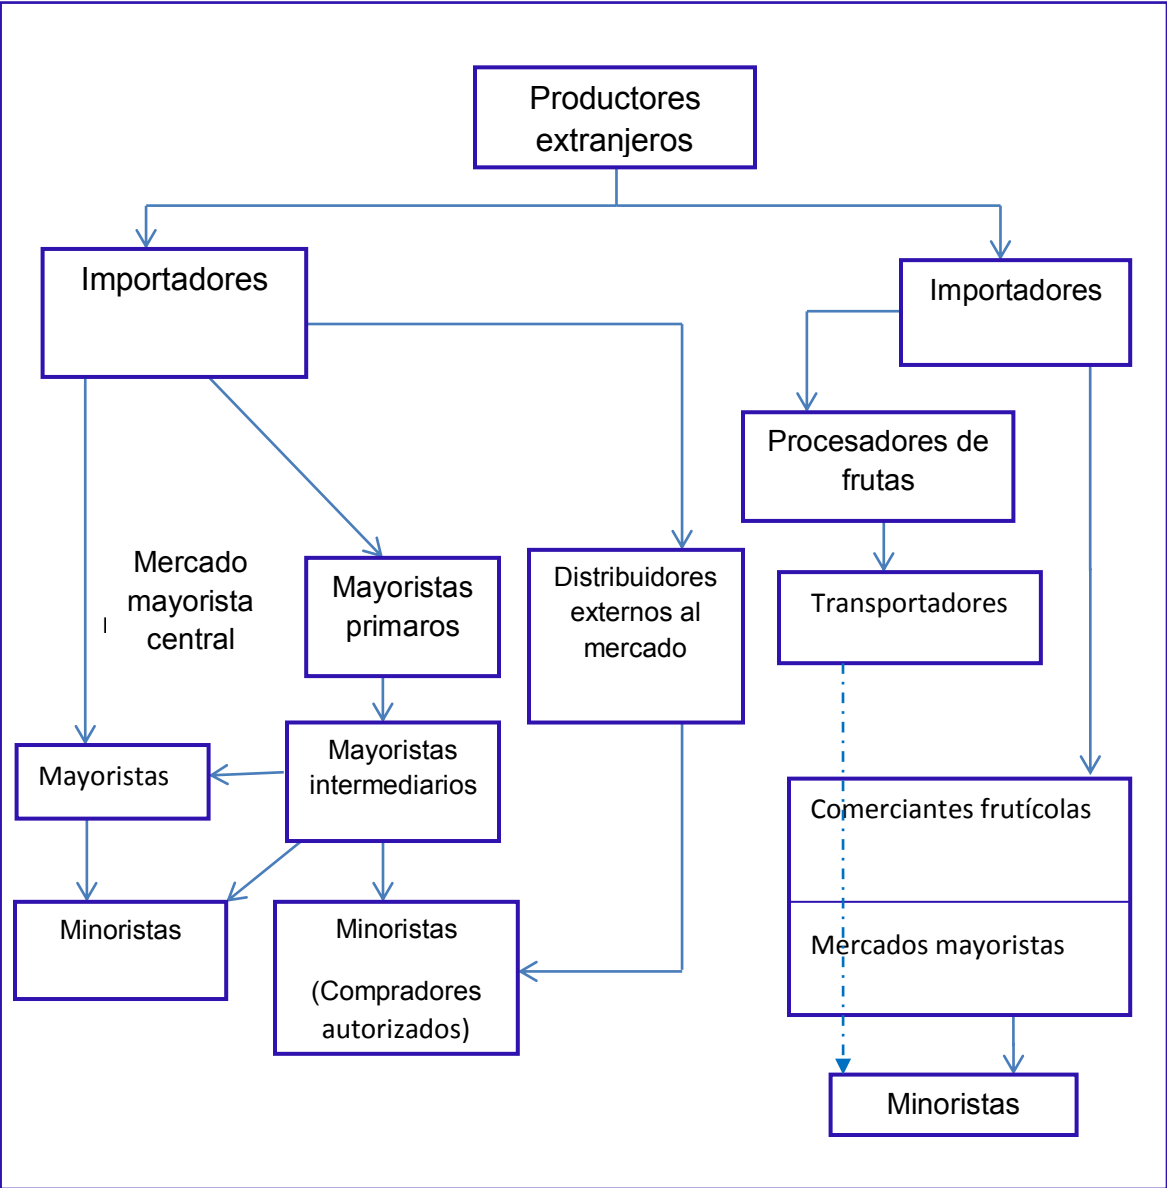 Productores
extranjeros
Importadores
Importadores
Procesadores de
frutas
Mercado
mayorista
central
Mayoristas
primaros
Distribuidores
externos al
mercado
Transportadores
Mayoristas
Mayoristas
intermediarios
Comerciantes frutícolas
Minoristas
Minoristas
(Compradores
autorizados)
Mercados mayoristas
Minoristas